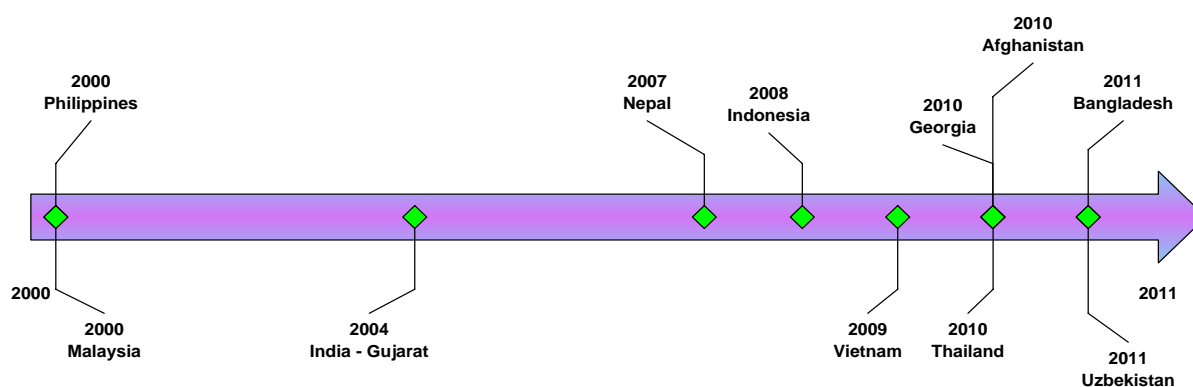 2010
Afghanistan
2000
Philippines
2007
Nepal
2008
Indonesia
2010
Georgia
2011
Bangladesh
2000
2011
2000
Malaysia
2004
India - Gujarat
2009
Vietnam
2010
Thailand
2011
Uzbekistan